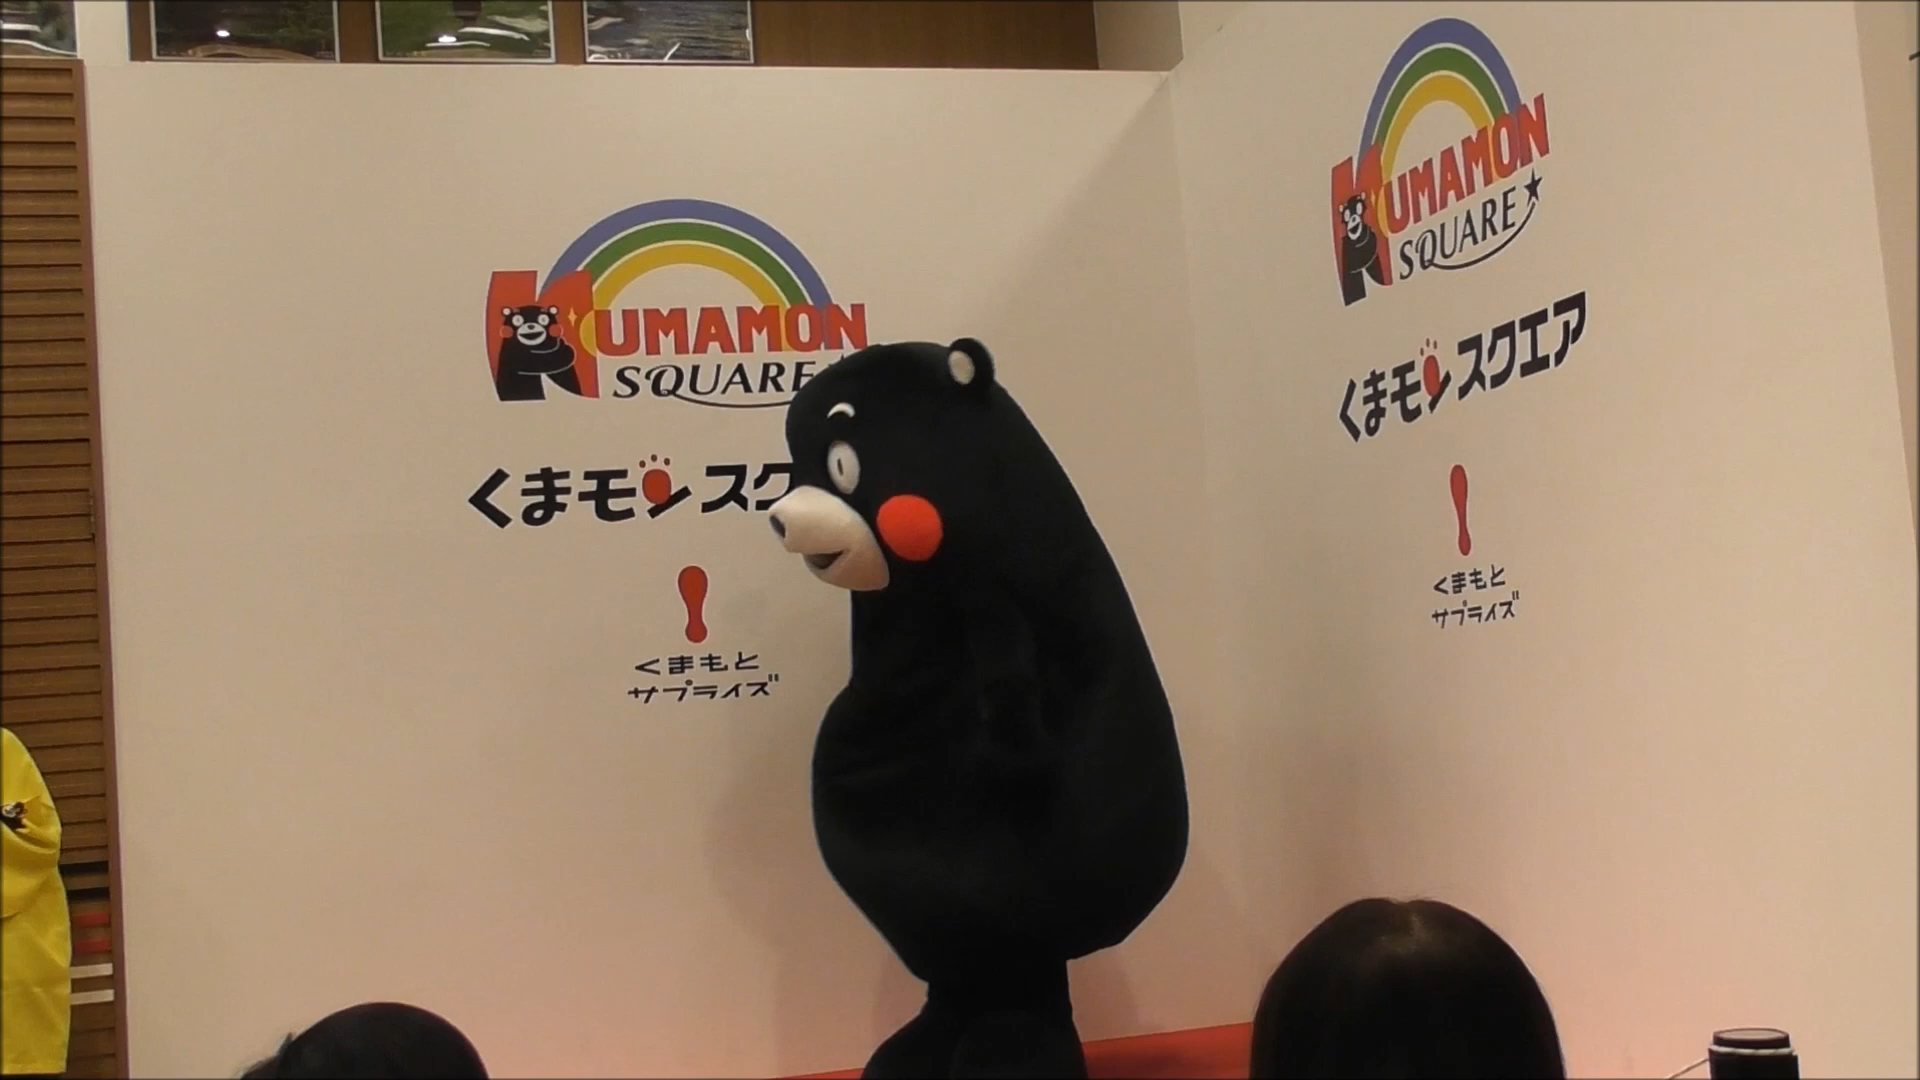 KUMAMON
SQUARE
くまモンスク
くまもと
サプライズ
KUMAMON
SQUARE
くまモンスクエア
くまもと
サプライズ